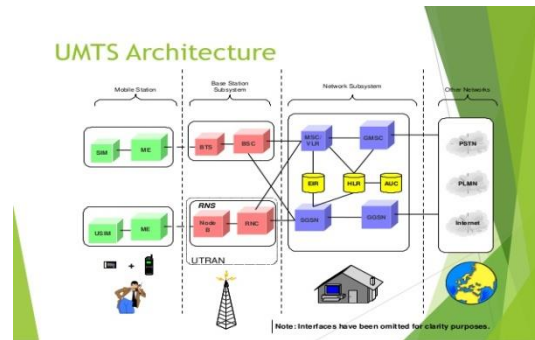 UMTS Architecture
Mobile Station
Base Station
Subsystem
Network Subsystem
Other Networks
SIM
ME
BTS
BSC
MSC/
VLR
GMSC
EIR
HLR
AUC
PSTN
PLMN
Internet
RNS
USIM
ME
Node
B
RNC
SGSN
GGSN
UTRAN
+
Note: Interfaces have been omitted for clarity purposes.